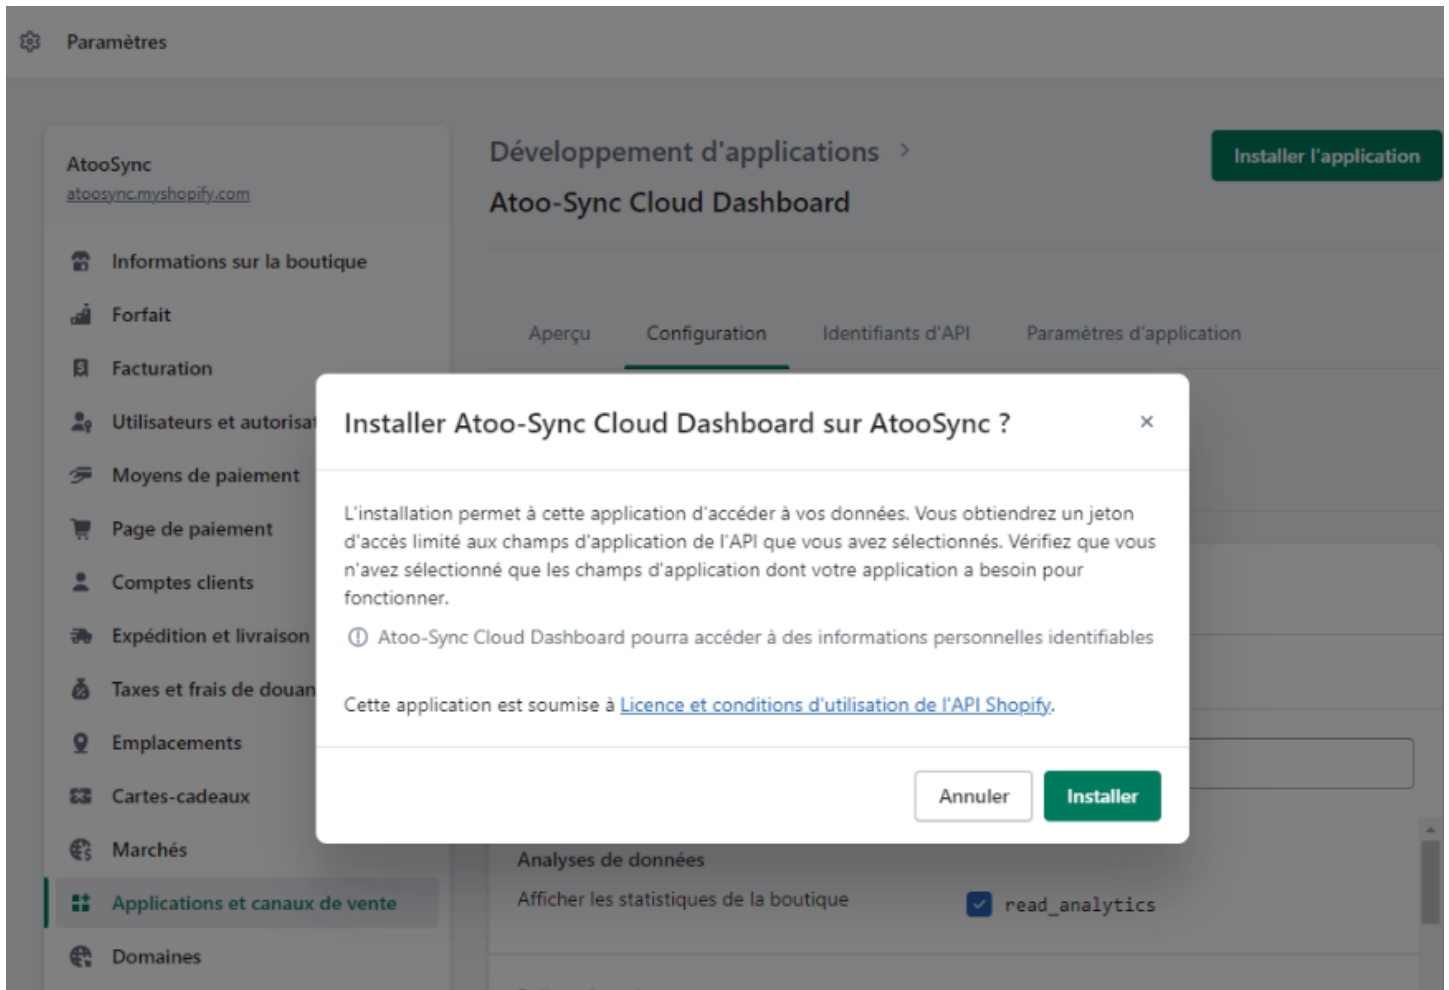 Paramètres
AtooSync
atoosync.myshopify.com
Informations sur la boutique
Forfait
Facturation
Utilisateurs et autorisat
Moyens de paiement
Page de paiement
Comptes clients
Expédition et livraison
Taxes et frais de douan
Emplacements
Cartes-cadeaux
Marchés
Applications et canaux de vente
Domaines
Développement d'applications
Installer l'application
Atoo-Sync Cloud Dashboard
Aperçu Configuration Identifiants d'API Paramètres d'application
Installer Atoo-Sync Cloud Dashboard sur AtooSync ?
L'installation permet à cette application d'accéder à vos données. Vous obtiendrez un jeton
d'accès limité aux champs d'application de l'API que vous avez sélectionnés. Vérifiez que vous
n'avez sélectionné que les champs d'application dont votre application a besoin pour
fonctionner.
Atoo-Sync Cloud Dashboard pourra accéder à des informations personnelles identifiables
Cette application est soumise à Licence et conditions d'utilisation de l'API Shopify.
Annuler Installer
Analyses de données
Afficher les statistiques de la boutique read_analytics